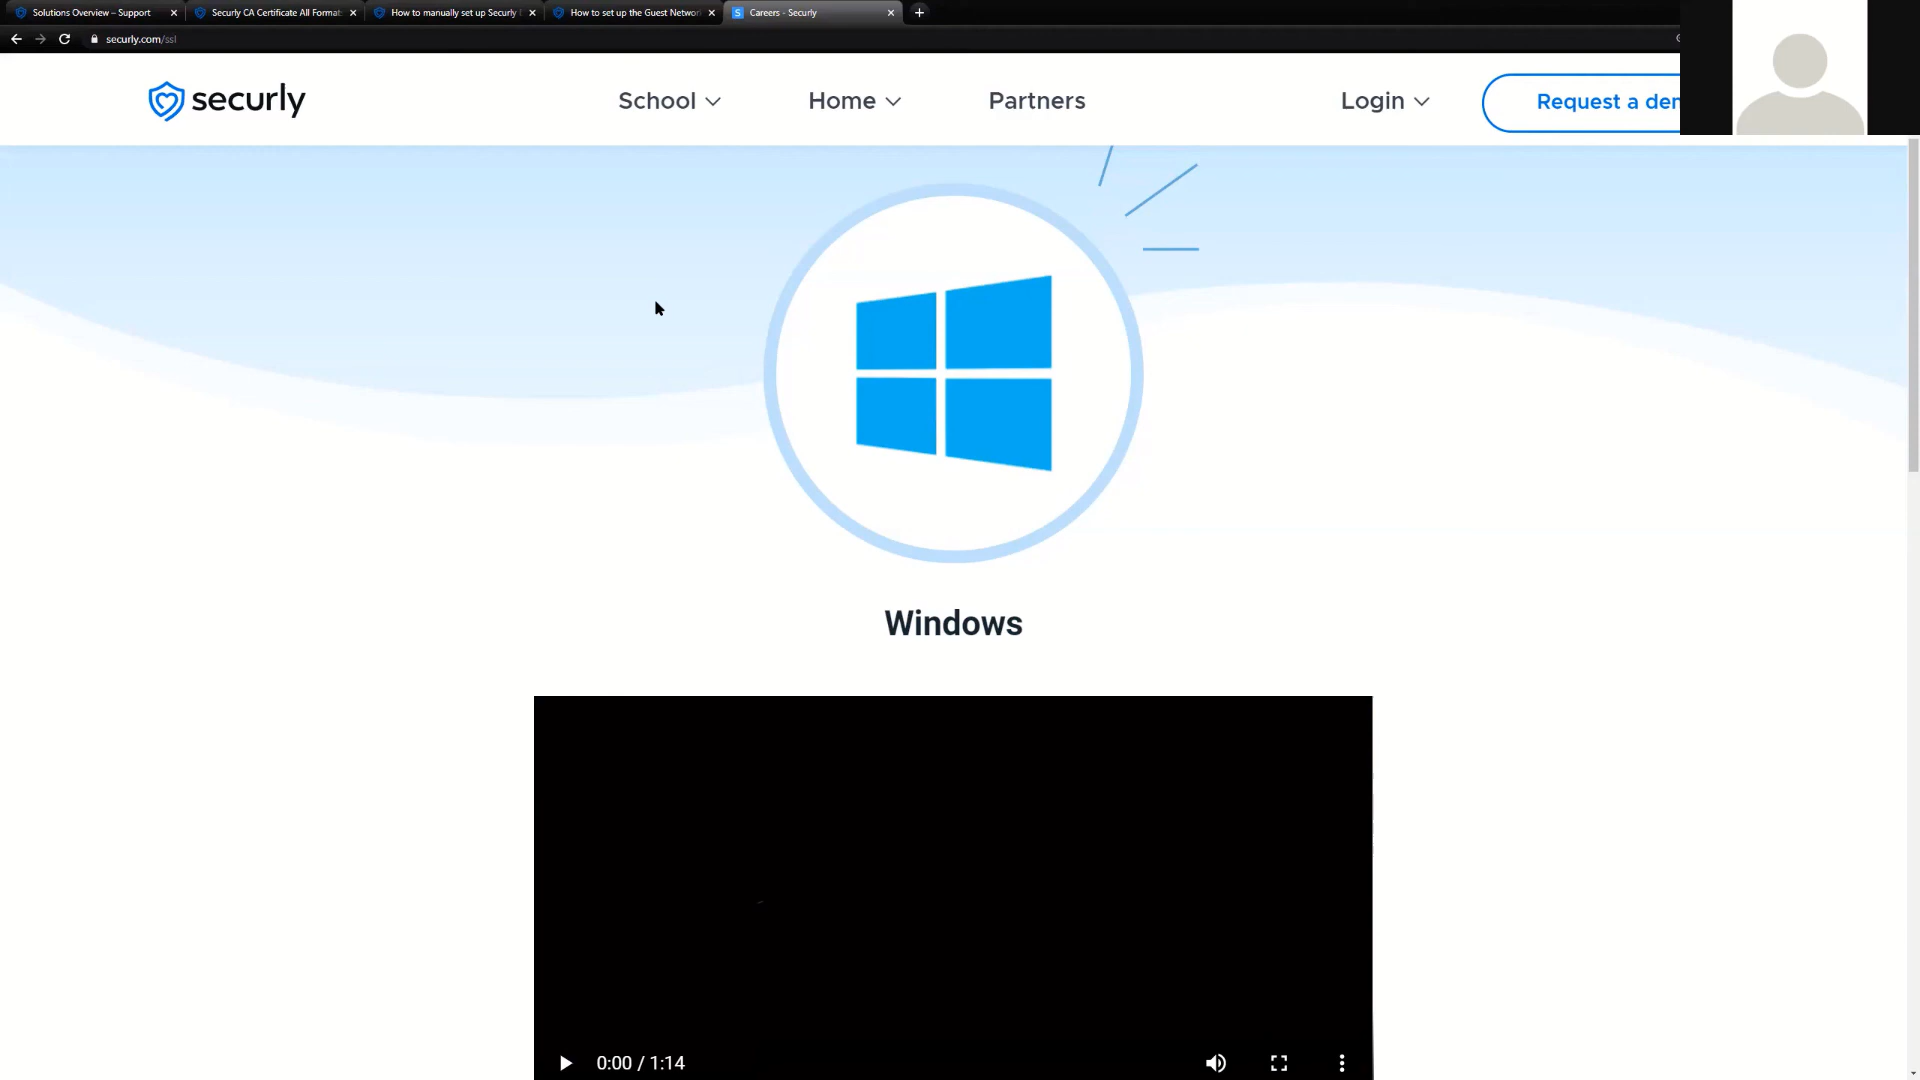 Solutions Overview – Support
Securly CA Certificate All Format
How to manually set up Securly
How to set up the Guest Networ
S Careers - Securly
securly.com/ssl
securly
School
Home
Partners
Login
Request a den
Windows
0:00 / 1:14